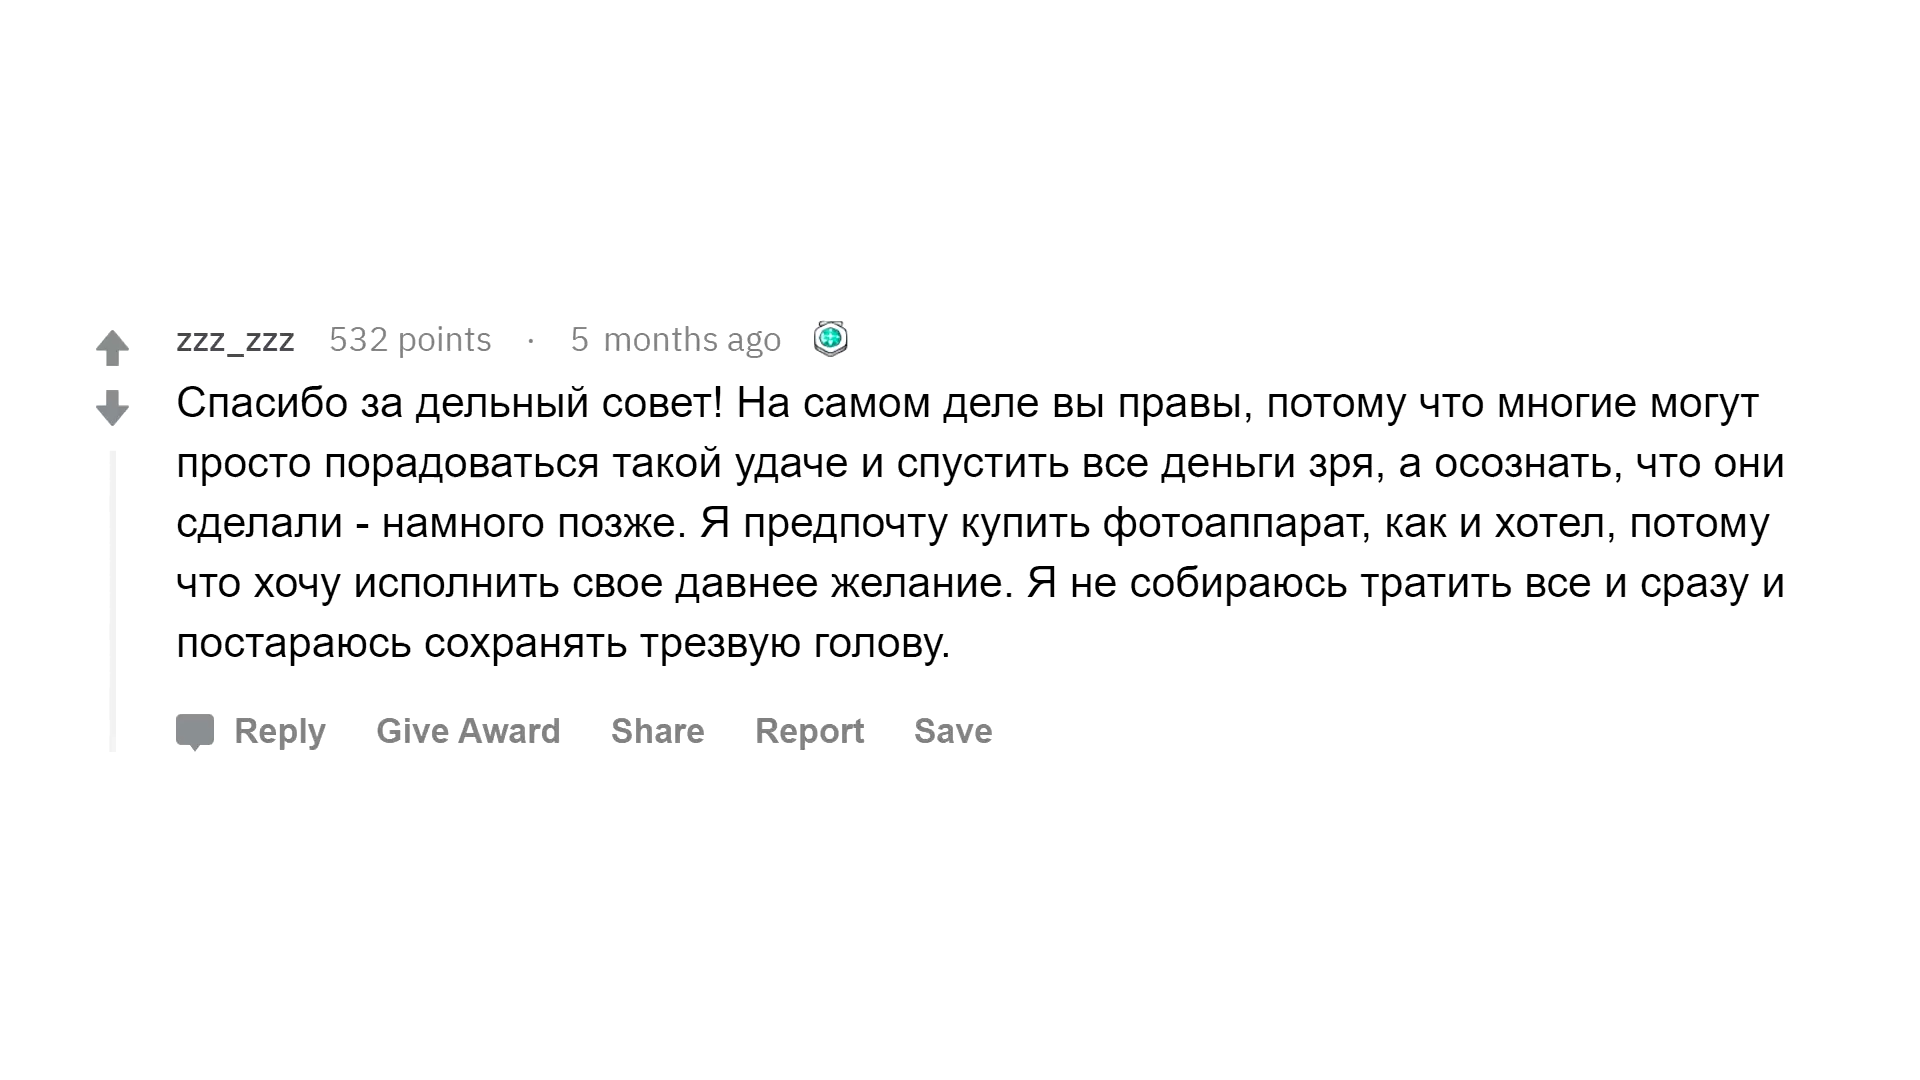 zzz_zzz 532 points · 5 months ago
Спасибо за дельный совет! На самом деле вы правы, потому что многие могут
просто порадоваться такой удаче и спустить все деньги зря, а осознать, что они
сделали - намного позже. Я предпочту купить фотоаппарат, как и хотел, потому
что хочу исполнить свое давнее желание. Я не собираюсь тратить все и сразу и
постараюсь сохранять трезвую голову.
Reply Give Award Share Report Save